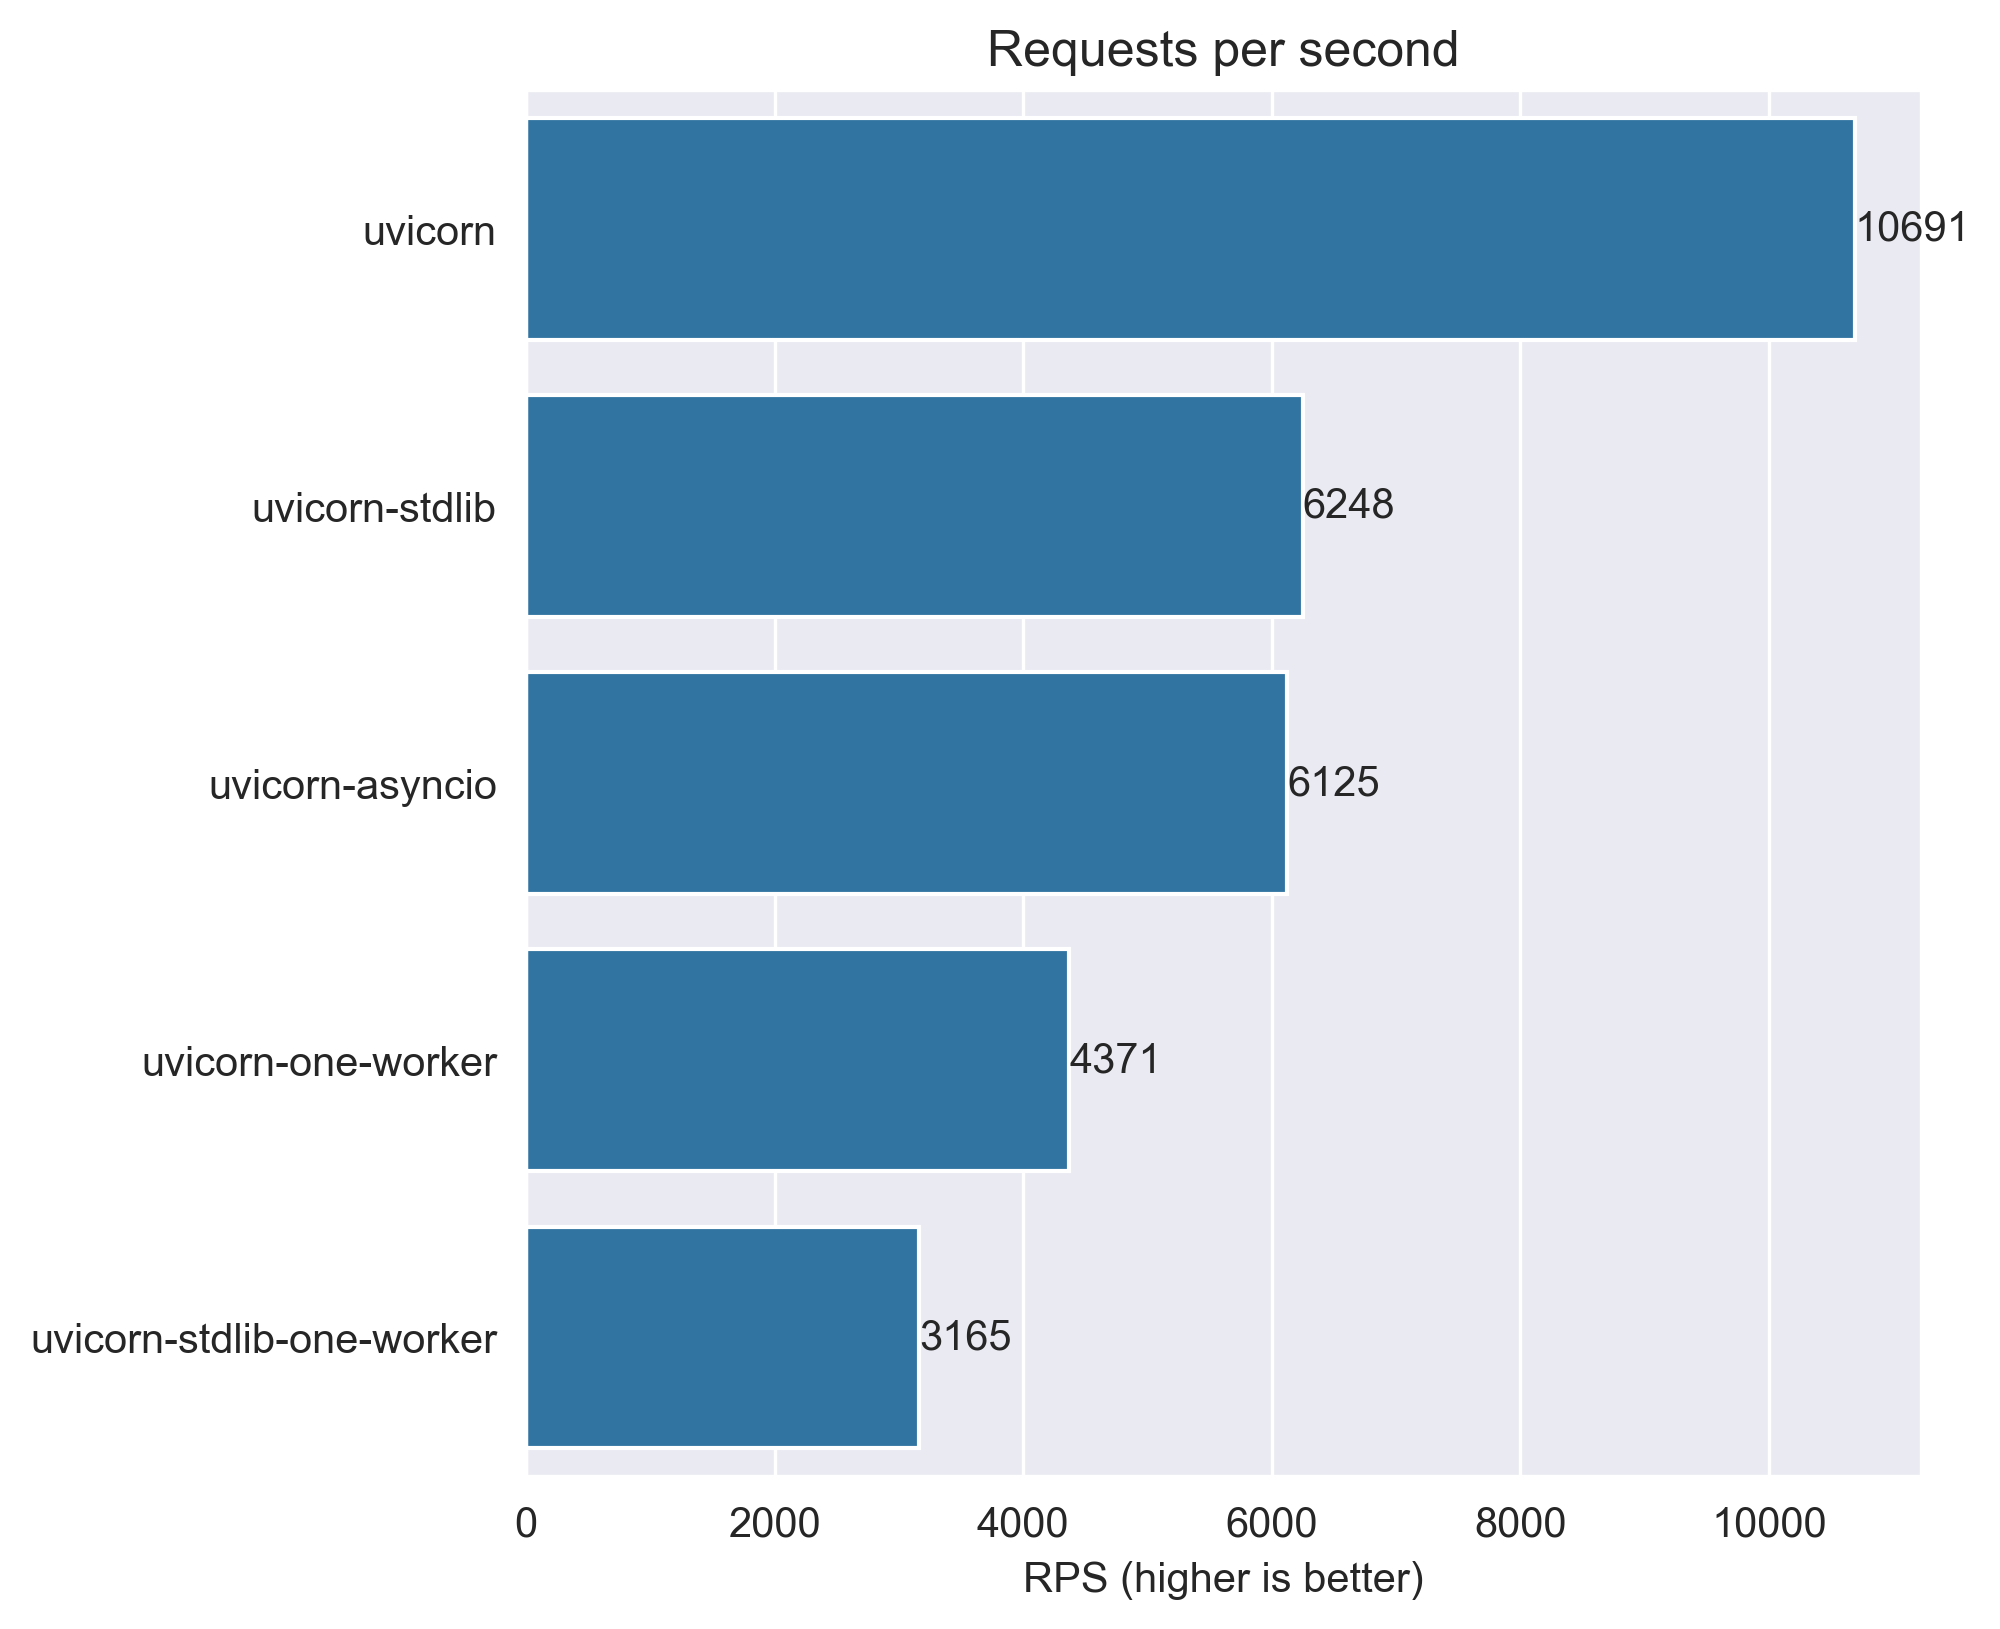 Requests per second
uvicorn
10691
uvicorn-stdlib
6248
uvicorn-asyncio
6125
uvicorn-one-worker
4371
uvicorn-stdlib-one-worker
3165
0 2000 4000 6000 8000 10000
RPS (higher is better)